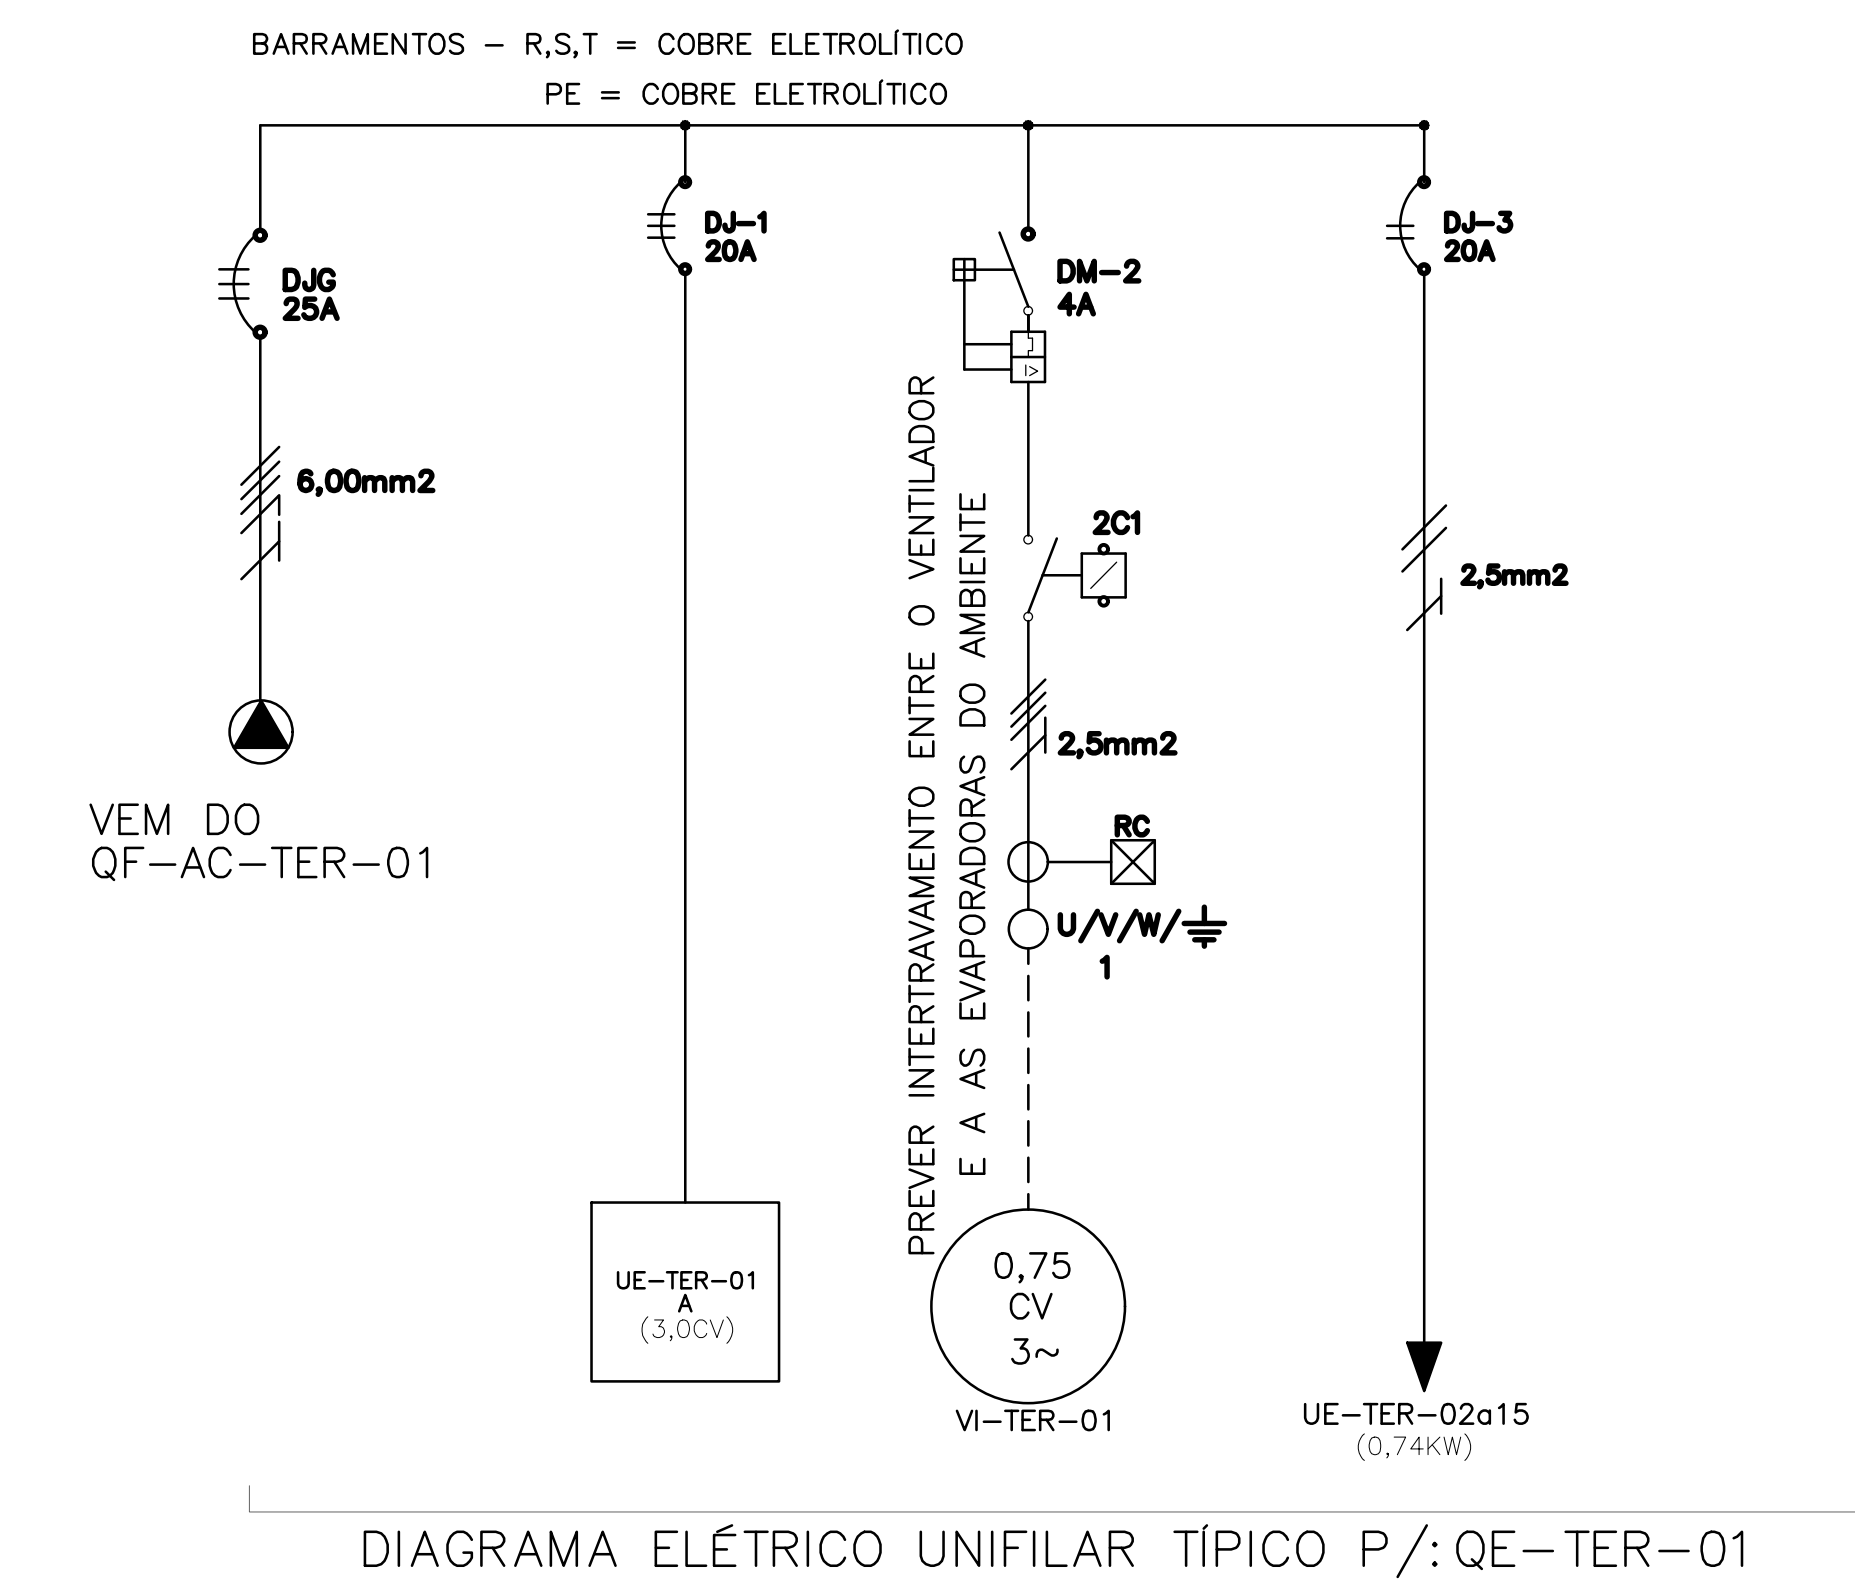 BARRAMENTOS - R,S,T = COBRE ELETROLÍTICO
PE = COBRE ELETROLÍTICO
DJG
25A
6,00mm2
VEM DO
QF-AC-TER-01
DJ-1
20A
UE-TER-01
A
(3,0CV)
PREVER INTERTRAVAMENTO ENTRE O VENTILADOR
E A AS EVAPORADORAS DO AMBIENTE
DM-2
4A
I>
2C1
2,5mm2
RC
U/V/W/
1
0,75
CV
3~
VI-TER-01
DJ-3
20A
2,5mm2
UE-TER-02a15
(0,74KW)
DIAGRAMA ELÉTRICO UNIFILAR TÍPICO P/: QE-TER-01